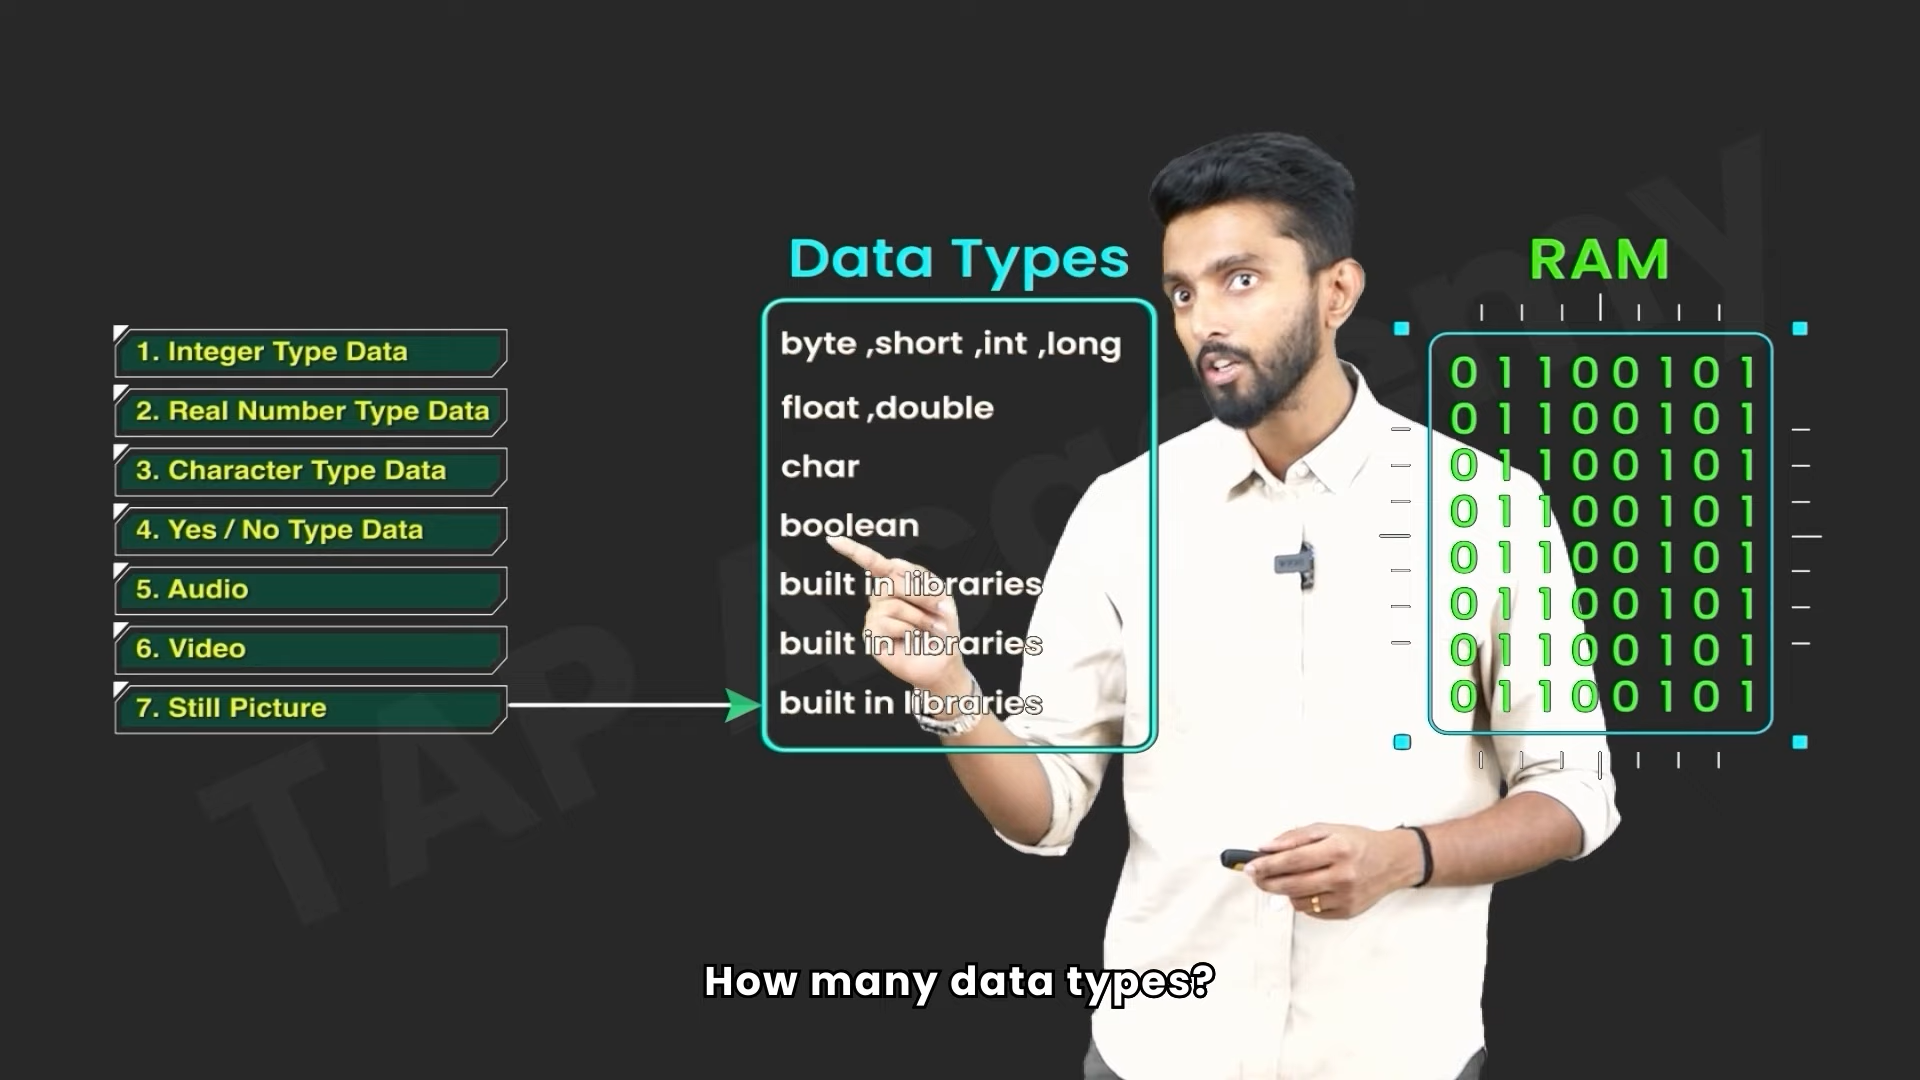 Data Types
RAM
1. Integer Type Data
2. Real Number Type Data
3. Character Type Data
4. Yes / No Type Data
5. Audio
6. Video
7. Still Picture
byte ,short ,int ,long
float ,double
char
boolean
built in libraries
built in libraries
built in libraries
0 1 1 0 0 1 0 1
0 1 1 0 0 1 0 1
0 1 1 0 0 1 0 1
0 1 1 0 0 1 0 1
0 1 1 0 0 1 0 1
0 1 1 0 0 1 0 1
0 1 1 0 0 1 0 1
0 1 1 0 0 1 0 1
TAP Academy
How many data types?